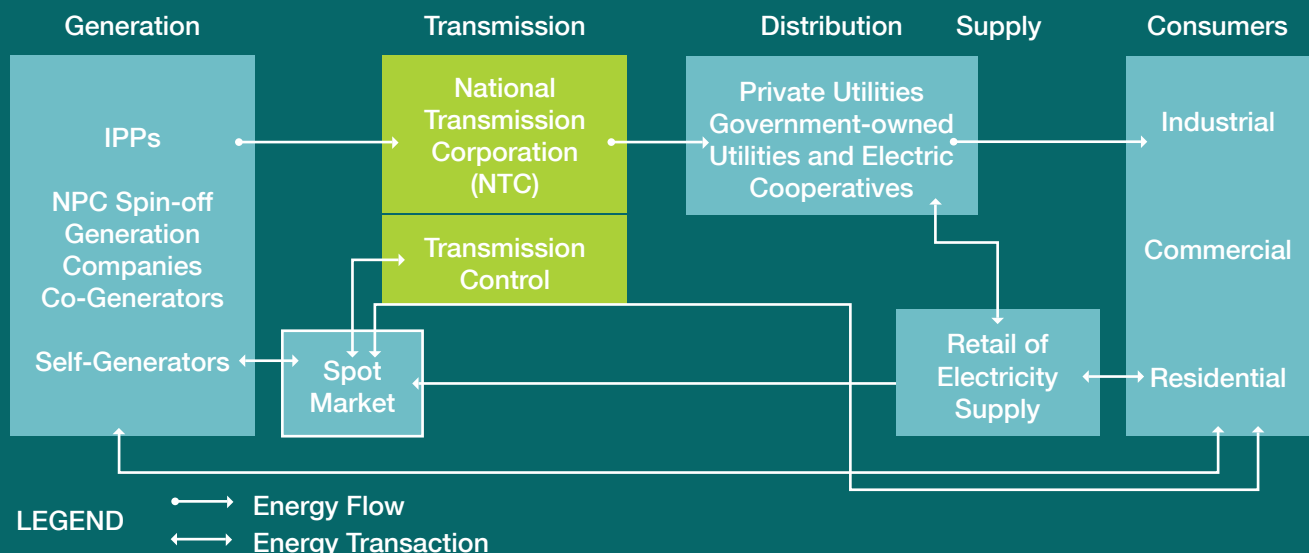 Generation
Transmission
Distribution
Supply
Consumers
IPPs
NPC Spin-off
Generation
Companies
Co-Generators
Self-Generators
National
Transmission
Corporation
(NTC)
Transmission
Control
Spot
Market
Private Utilities
Government-owned
Utilities and Electric
Cooperatives
Retail of
Electricity
Supply
Industrial
Commercial
Residential
LEGEND
Energy Flow
Energy Transaction